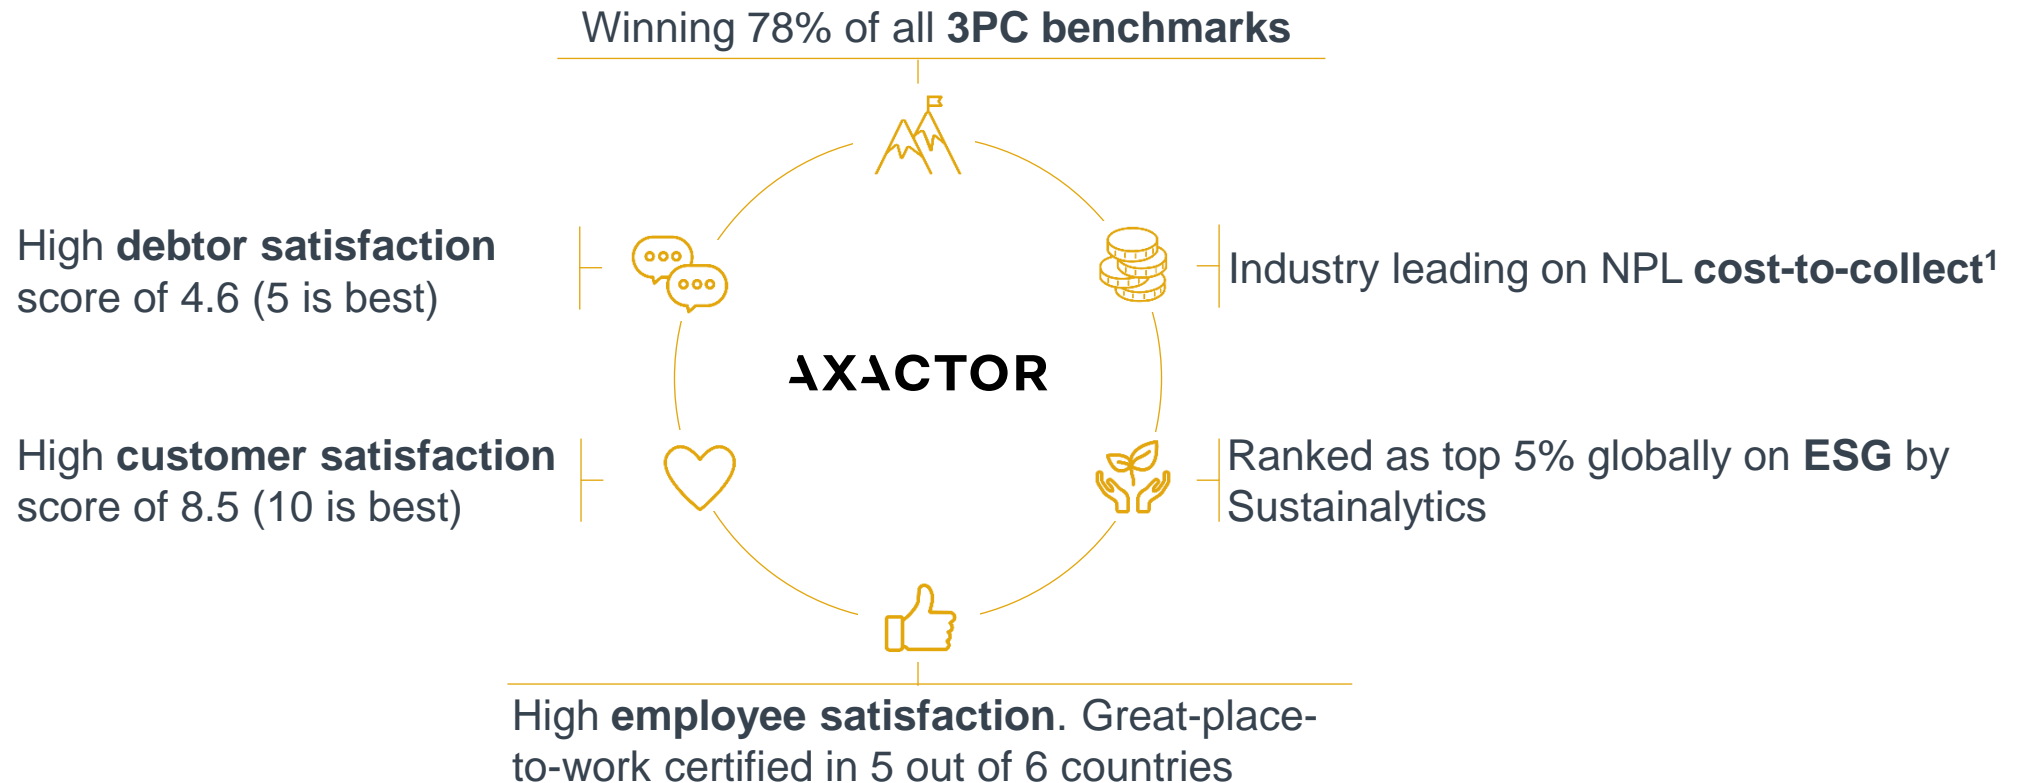 Winning 78% of all 3PC benchmarks
High debtor satisfaction
score of 4.6 (5 is best)
Industry leading on NPL cost-to-collect¹
AXACTOR
High customer satisfaction
score of 8.5 (10 is best)
Ranked as top 5% globally on ESG by
Sustainalytics
High employee satisfaction. Great-place-
to-work certified in 5 out of 6 countries